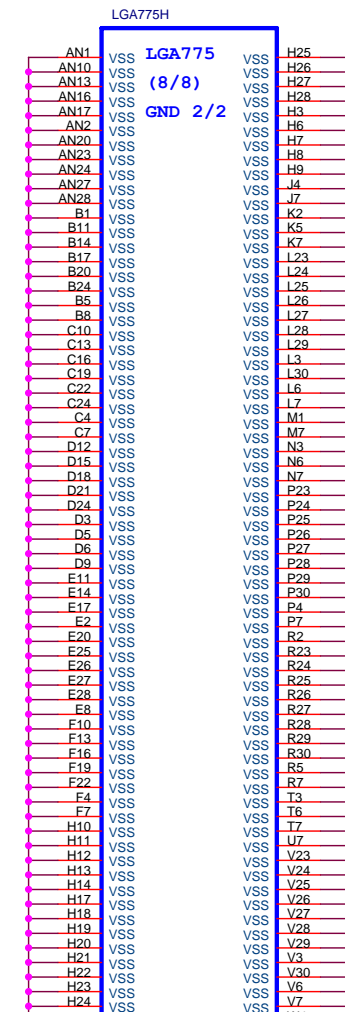 LGA775H
AN1 VSS LGA775 VSS H25
AN10 VSS VSS H26
AN13 VSS (8/8) VSS H27
AN16 VSS VSS H28
AN17 VSS GND 2/2 VSS H3
AN2 VSS VSS H6
AN20 VSS VSS H7
AN23 VSS VSS H8
AN24 VSS VSS H9
AN27 VSS VSS J4
AN28 VSS VSS J7
B1 VSS VSS K2
B11 VSS VSS K5
B14 VSS VSS K7
B17 VSS VSS L23
B20 VSS VSS L24
B24 VSS VSS L25
B5 VSS VSS L26
B8 VSS VSS L27
C10 VSS VSS L28
C13 VSS VSS L29
C16 VSS VSS L3
C19 VSS VSS L30
C22 VSS VSS L6
C24 VSS VSS L7
C4 VSS VSS M1
C7 VSS VSS M7
D12 VSS VSS N3
D15 VSS VSS N6
D18 VSS VSS N7
D21 VSS VSS P23
D24 VSS VSS P24
D3 VSS VSS P25
D5 VSS VSS P26
D6 VSS VSS P27
D9 VSS VSS P28
E11 VSS VSS P29
E14 VSS VSS P30
E17 VSS VSS P4
E2 VSS VSS P7
E20 VSS VSS R2
E25 VSS VSS R23
E26 VSS VSS R24
E27 VSS VSS R25
E28 VSS VSS R26
E8 VSS VSS R27
F10 VSS VSS R28
F13 VSS VSS R29
F16 VSS VSS R30
F19 VSS VSS R5
F22 VSS VSS R7
F4 VSS VSS T3
F7 VSS VSS T6
H10 VSS VSS T7
H11 VSS VSS U7
H12 VSS VSS V23
H13 VSS VSS V24
H14 VSS VSS V25
H17 VSS VSS V26
H18 VSS VSS V27
H19 VSS VSS V28
H20 VSS VSS V29
H21 VSS VSS V3
H22 VSS VSS V30
H23 VSS VSS V6
H24 VSS VSS V7